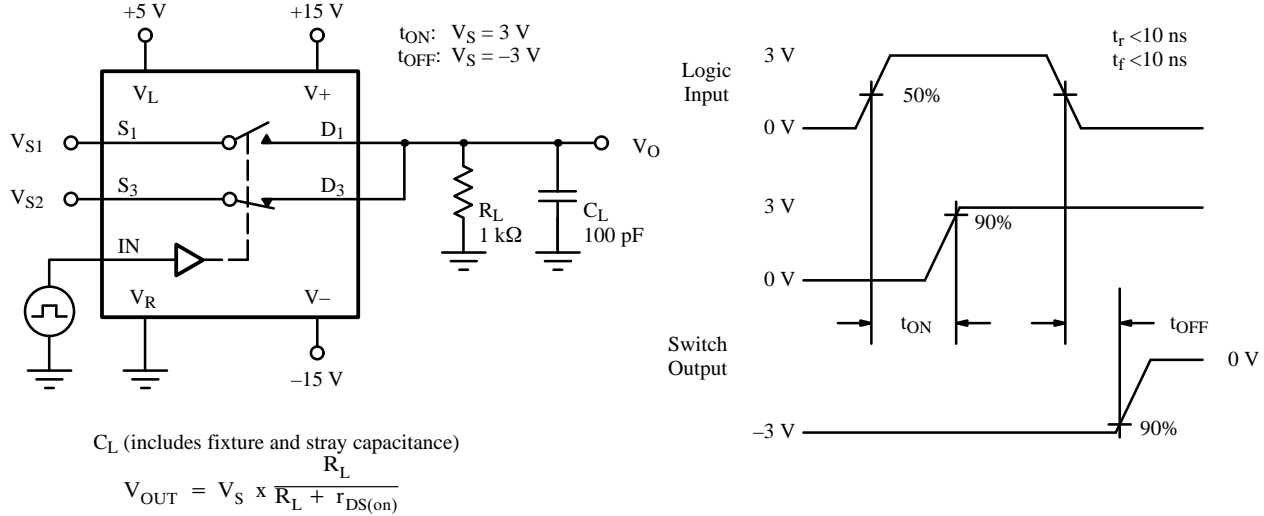 +5 V
+15 V
tON: VS = 3 V
tOFF: VS = –3 V
VL
V+
VS1
S1
D1
VO
VS2
S3
D3
RL
1 kΩ
CL
100 pF
IN
VR
V–
–15 V
CL (includes fixture and stray capacitance)
VOUT = VS x RL
RL + rDS(on)
tr <10 ns
tf <10 ns
Logic
Input
3 V
50%
0 V
3 V
90%
0 V
tON
tOFF
Switch
Output
0 V
–3 V
90%